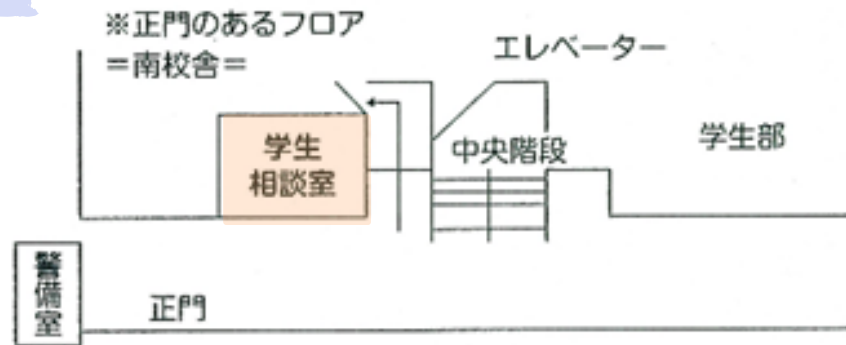 ※正門のあるフロア
＝南校舎＝
エレベーター
学生
相談室
中央階段
学生部
警備室
正門